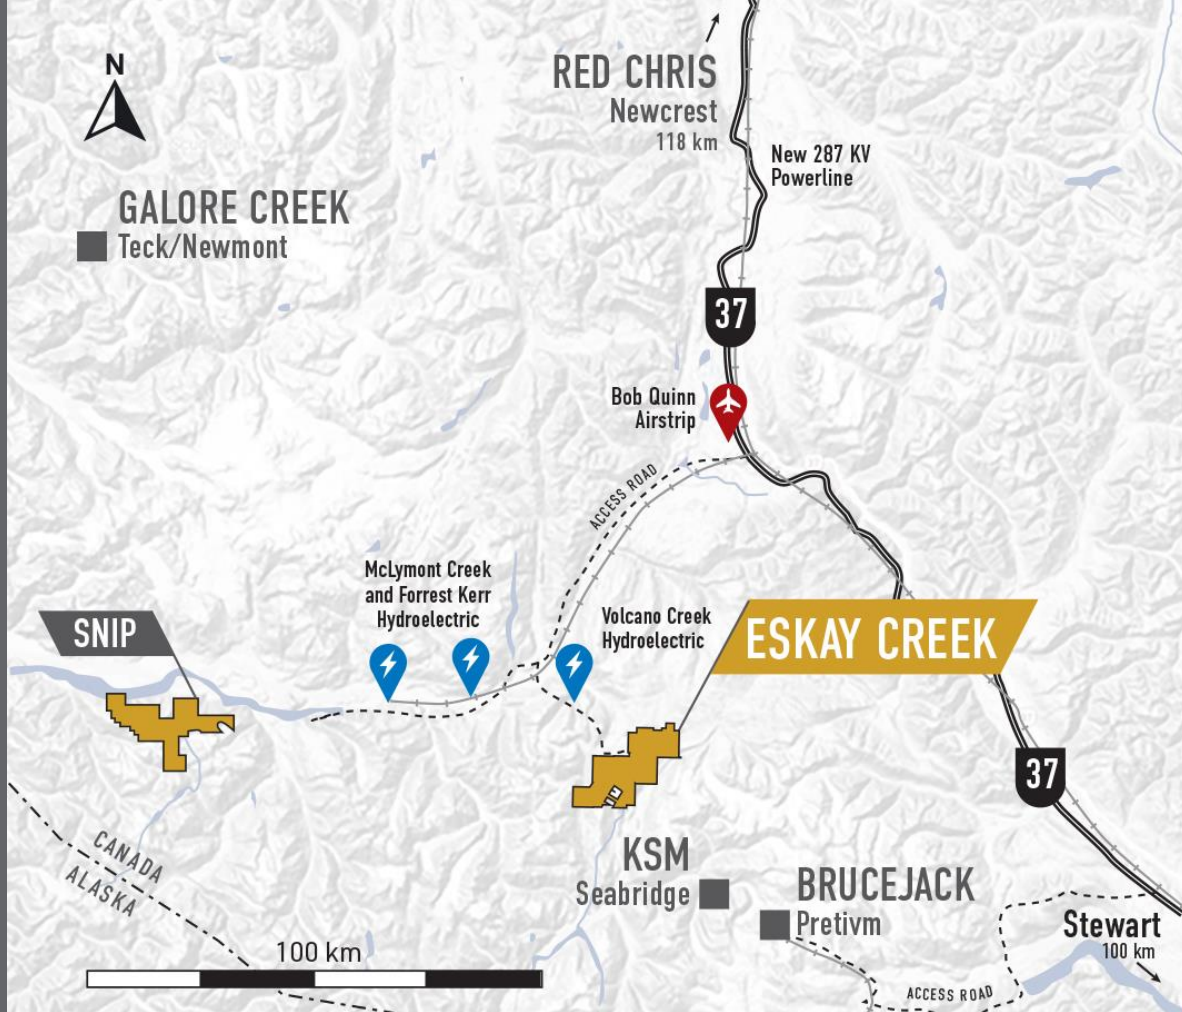 N
RED CHRIS
Newcrest
118 km
New 287 KV
Powerline
GALORE CREEK
Teck/Newmont
37
Bob Quinn
Airstrip
ACCESS ROAD
McLymont Creek
and Forrest Kerr
Hydroelectric
Volcano Creek
Hydroelectric
SNIP
ESKAY CREEK
37
CANADA
ALASKA
KSM
Seabridge
BRUCEJACK
Pretivm
Stewart
100 km
100 km
ACCESS ROAD